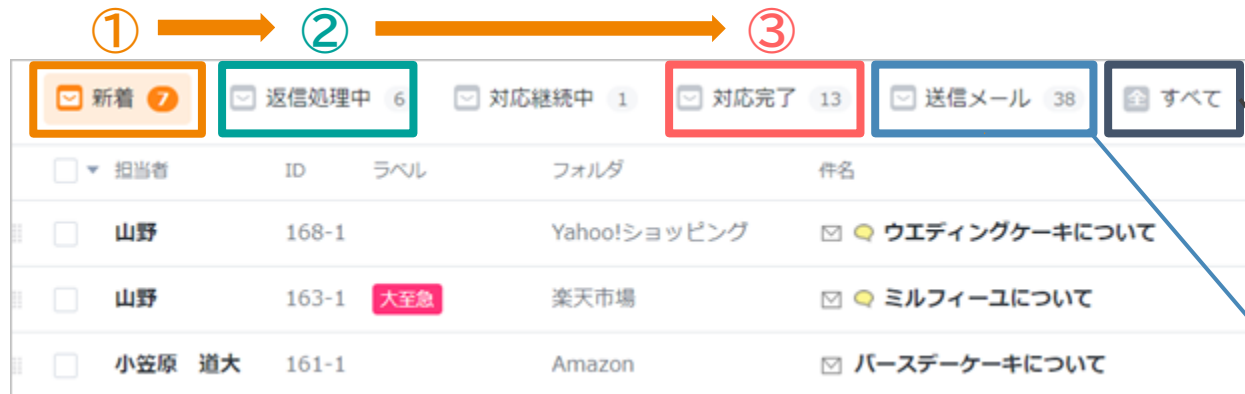 ① ② ③
新着 7 返信処理中 6 対応継続中 1 対応完了 13 送信メール 38 全 すべて
担当者 ID ラベル フォルダ 件名
山野 168-1 Yahoo!ショッピング ウエディングケーキについて
山野 163-1 大至急 楽天市場 ミルフィーユについて
小笠原 道大 161-1 Amazon バースデーケーキについて